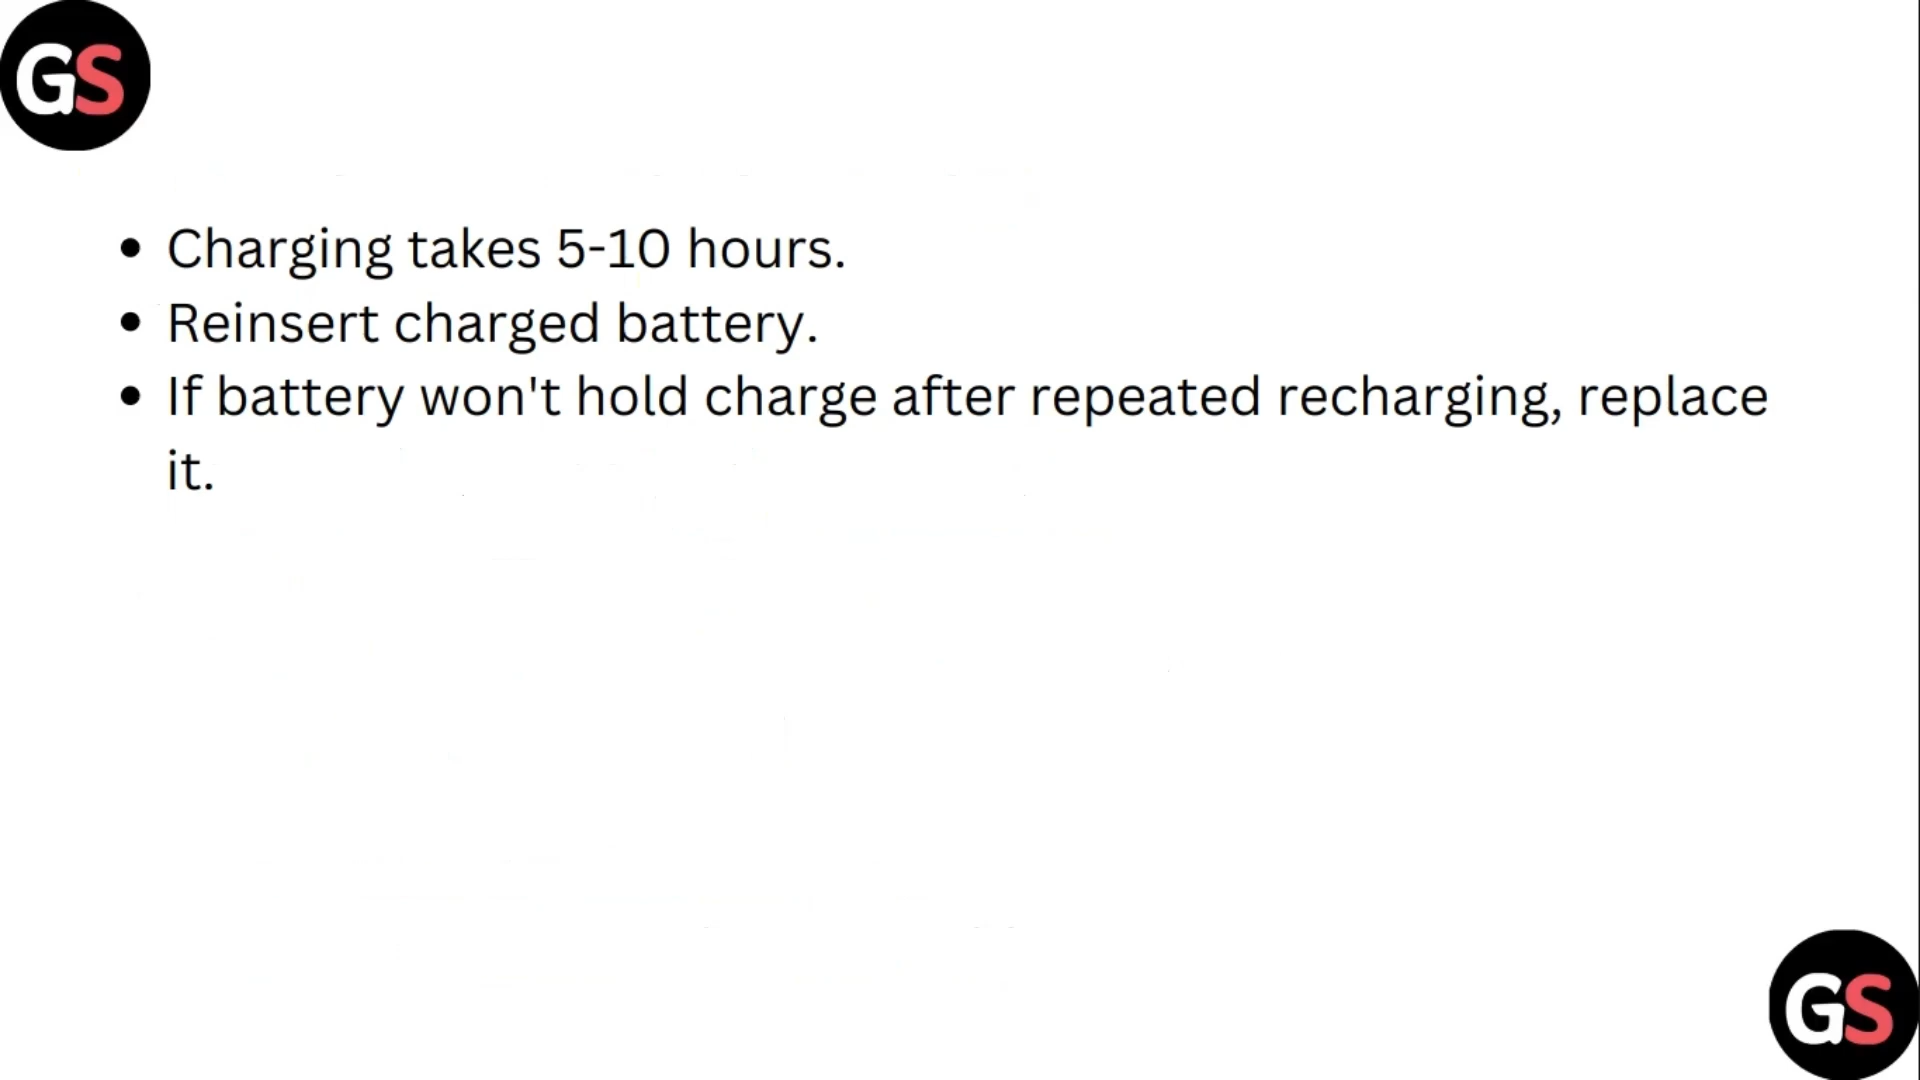 GS
• Charging takes 5-10 hours.
• Reinsert charged battery.
• If battery won't hold charge after repeated recharging, replace
it.
GS